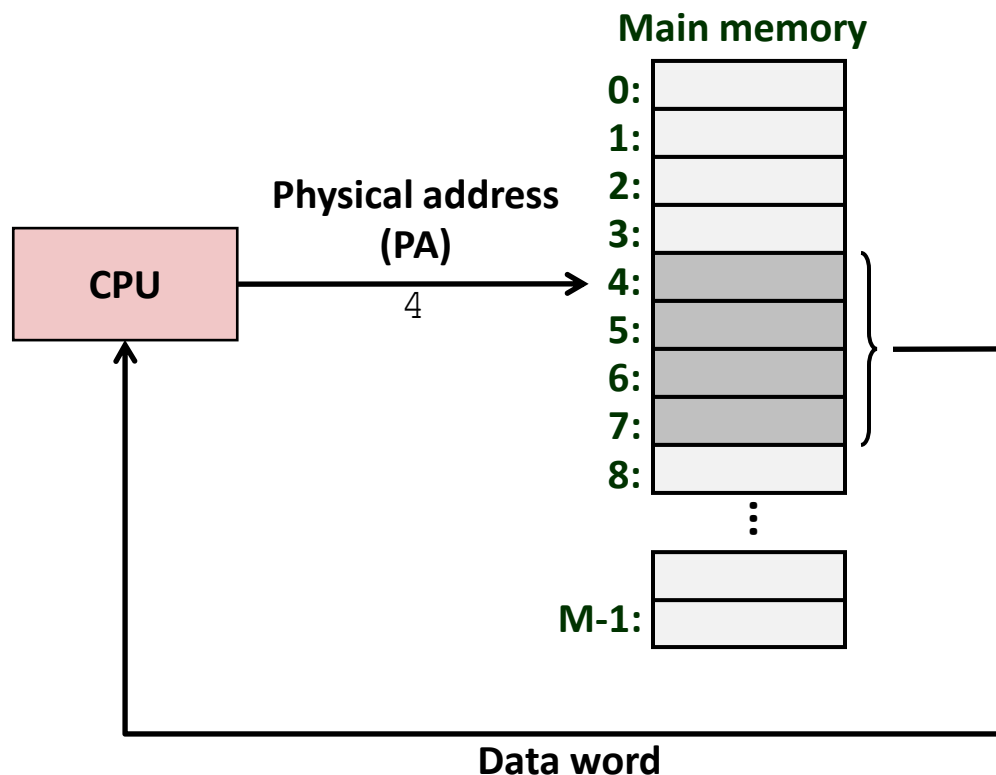 Main memory
0:
1:
2:
Physical address
(PA)
3:
CPU
4
4:
5:
6:
7:
8:
...
M-1:
Data word